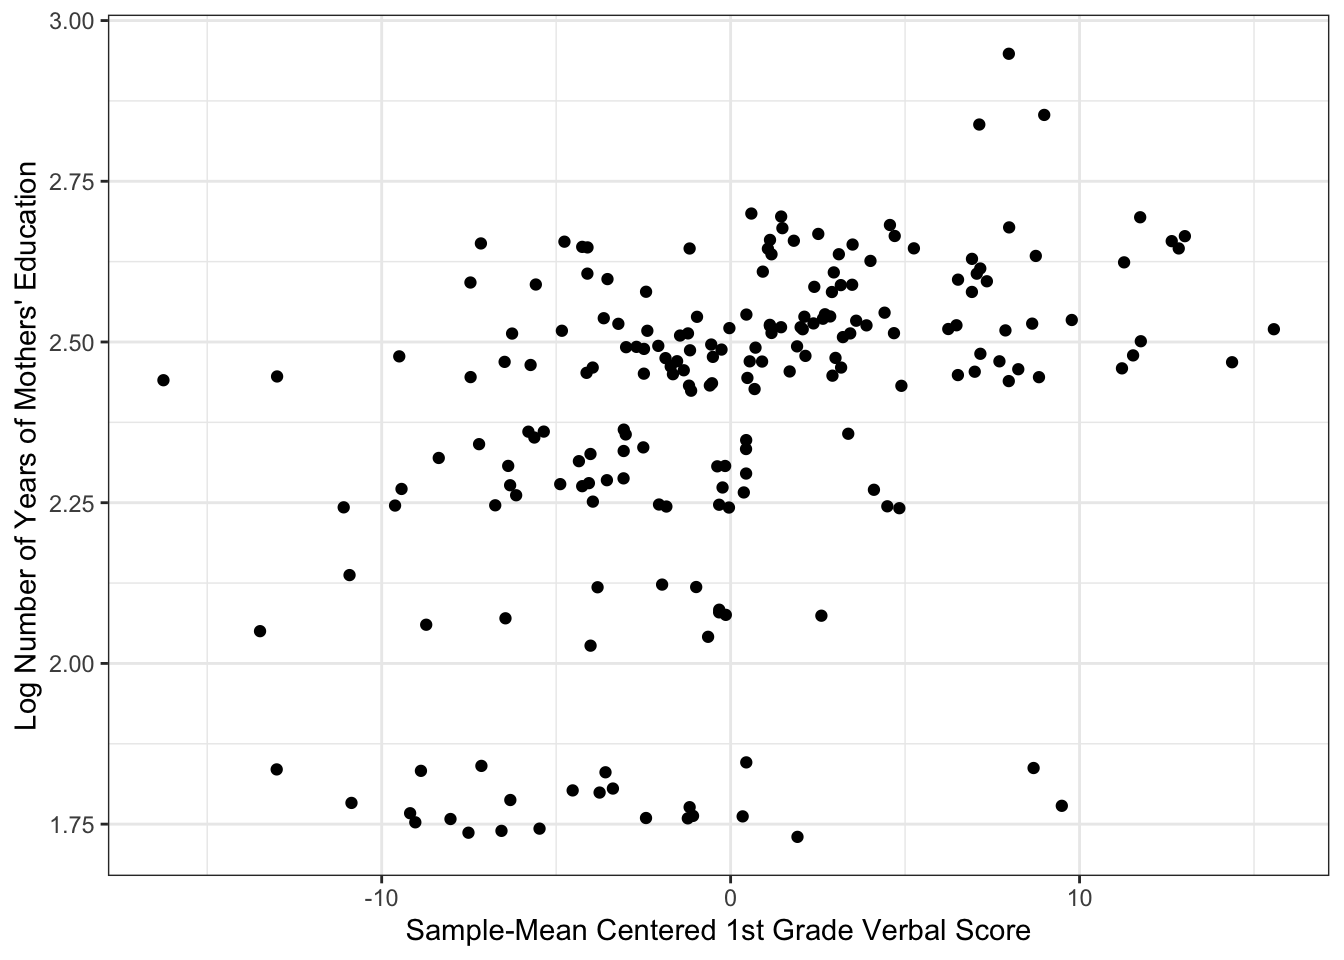 3.00
2.75
2.50
2.25
2.00
1.75
Log Number of Years of Mothers' Education
-10 0 10
Sample-Mean Centered 1st Grade Verbal Score